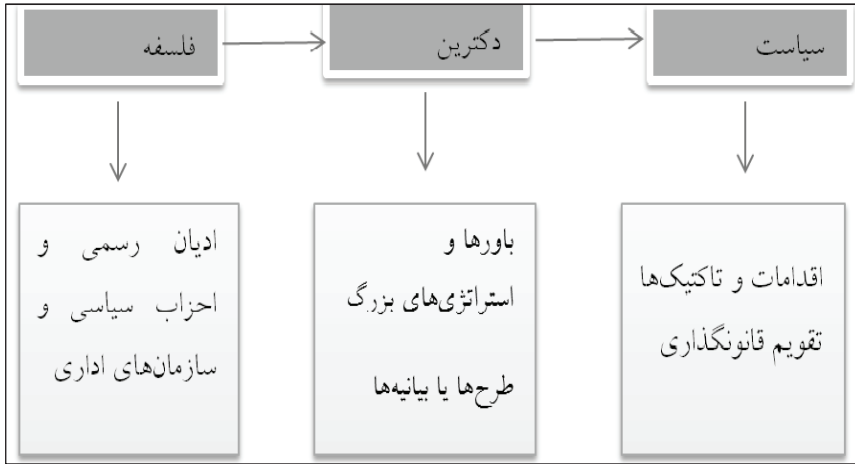 فلسفه
دکترین
سیاست
ادیان رسمی و
احزاب سیاسی و
سازمان‌های اداری
باورها و
استراتژی‌های بزرگ
طرح‌ها یا بیانیه‌ها
اقدامات و تاکتیک‌ها
تقویم قانونگذاری